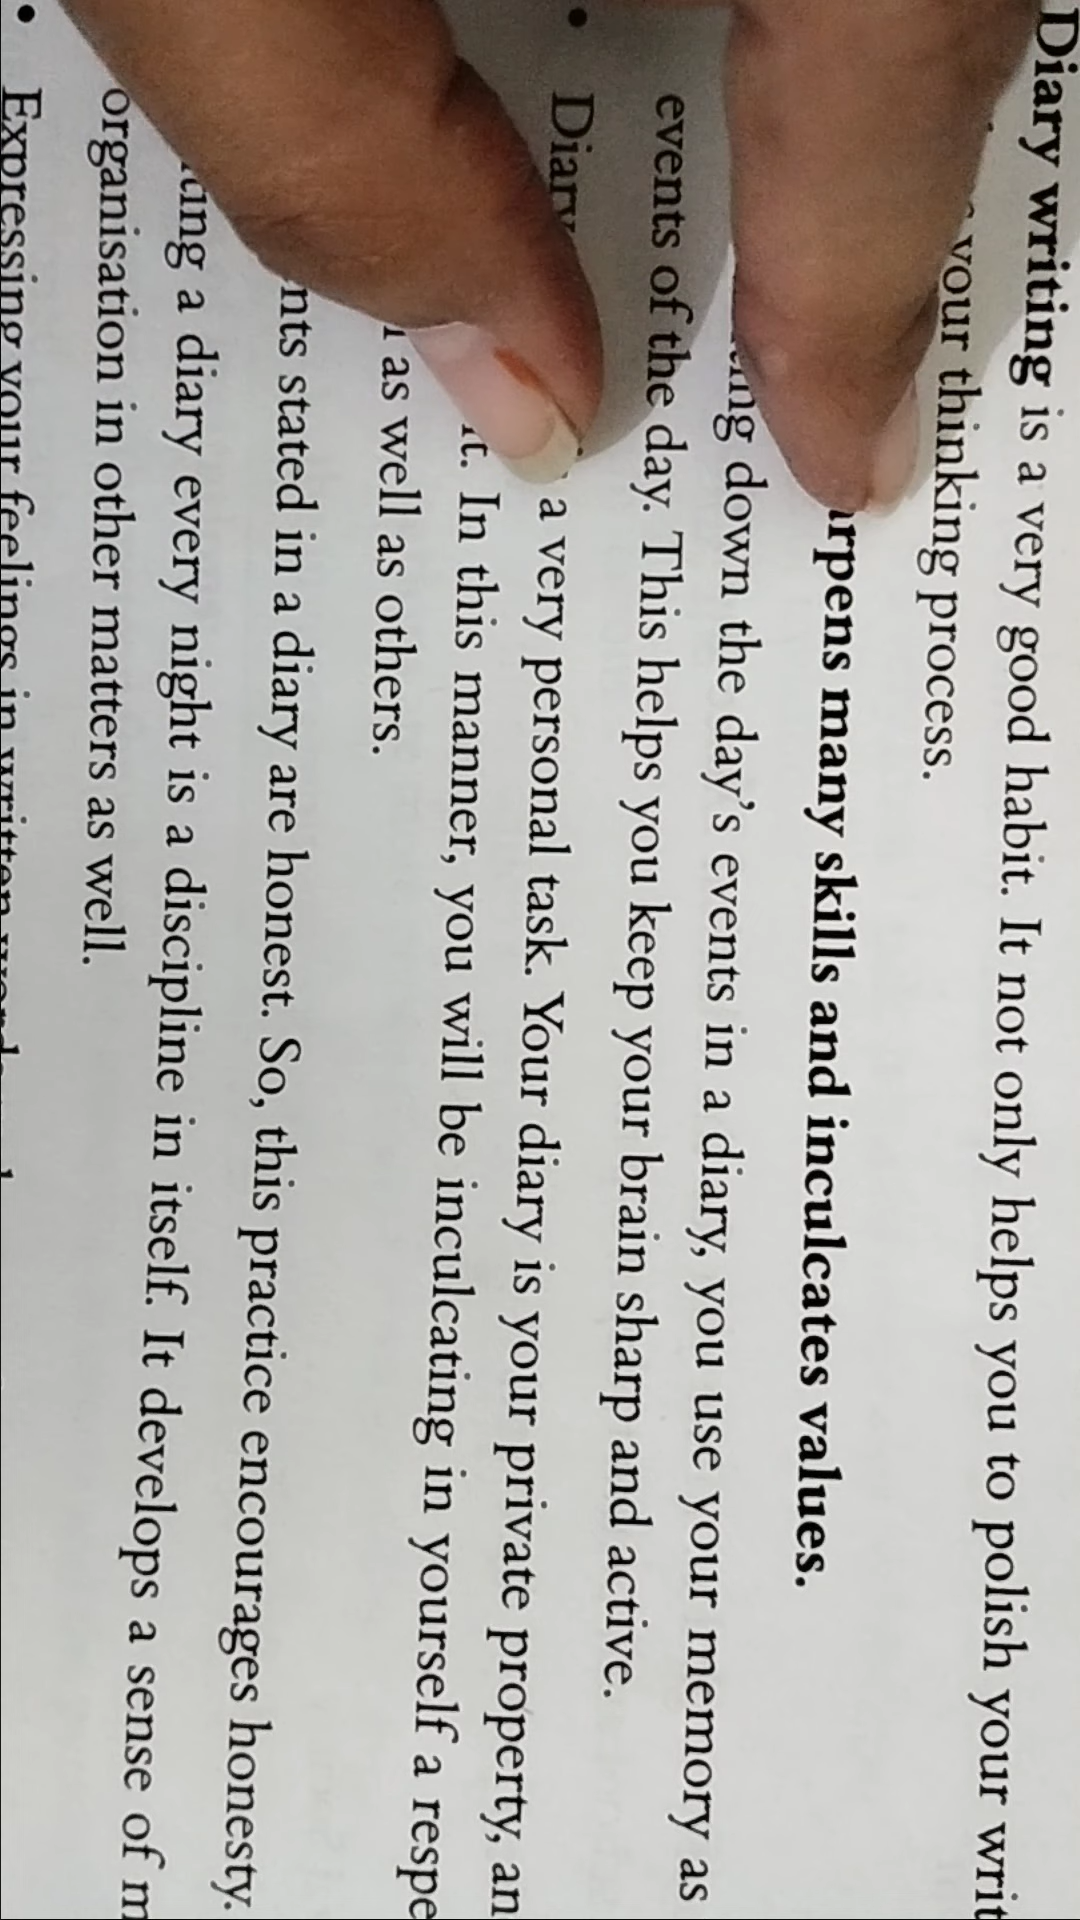 Diary writing is a very good habit. It not only helps you to polish your writ
your thinking process.
rpens many skills and inculcates values.
ing down the day's events in a diary, you use your memory as
events of the day. This helps you keep your brain sharp and active.
• Diary a very personal task. Your diary is your private property, an
it. In this manner, you will be inculcating in yourself a respe
as well as others.
nts stated in a diary are honest. So, this practice encourages honesty.
ting a diary every night is a discipline in itself. It develops a sense of m
organisation in other matters as well.
• Expressing your feelings in written